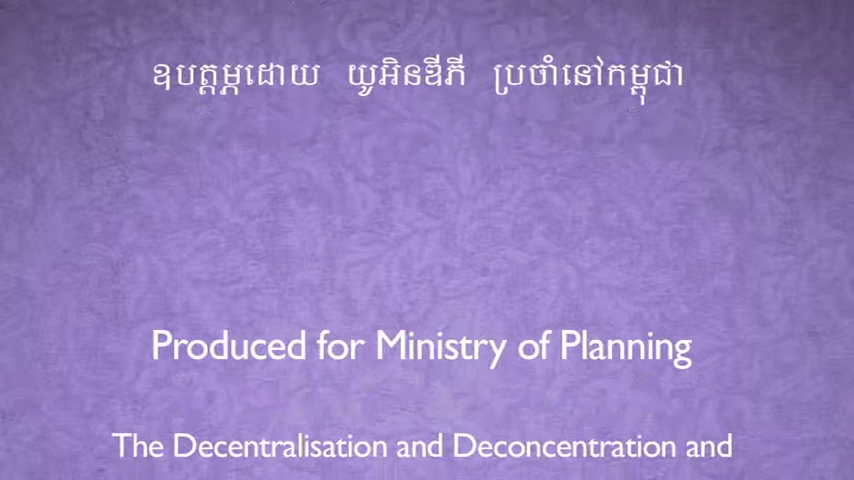 ឧបត្តម្ភដោយ យូអិនឌីភី ប្រចាំនៅកម្ពុជា
Produced for Ministry of Planning
The Decentralisation and Deconcentration and